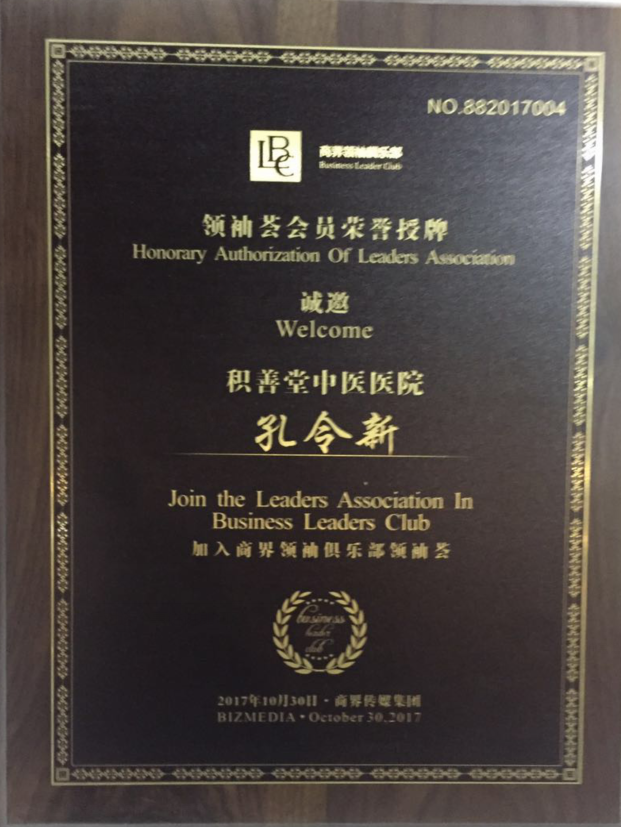 NO.882017004
LBC
商界领袖俱乐部
Business Leader Club
领袖荟会员荣誉授牌
Honorary Authorization Of Leaders Association
诚邀
Welcome
积善堂中医医院
孔令新
Join the Leaders Association In
Business Leaders Club
加入商界领袖俱乐部领袖荟
business
leader
club
2017年10月30日·商界传媒集团
BIZMEDIA·October 30,2017